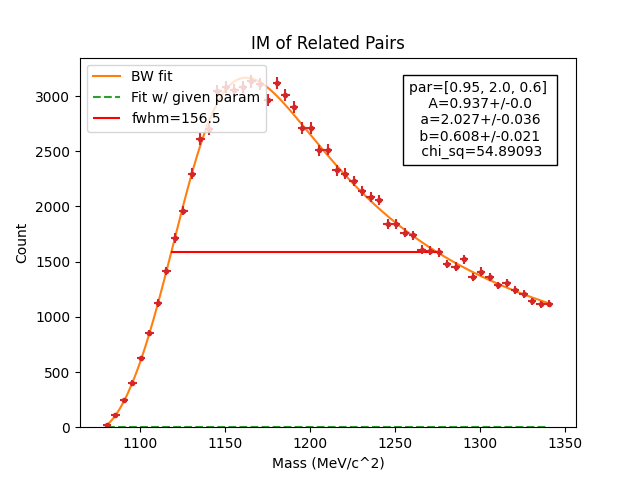 IM of Related Pairs
BW fit
Fit w/ given param
fwhm=156.5
par=[0.95, 2.0, 0.6]
A=0.937+/-0.0
a=2.027+/-0.036
b=0.608+/-0.021
chi_sq=54.89093
Count
3000
2500
2000
1500
1000
500
0
1100
1150
1200
1250
1300
1350
Mass (MeV/c^2)